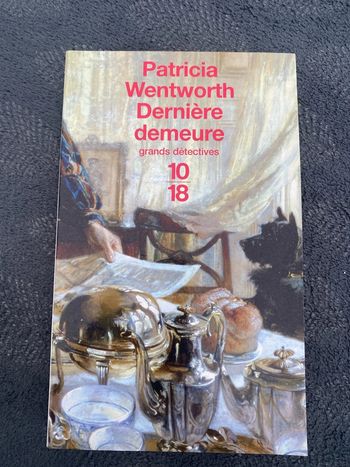 Patricia
Wentworth
Dernière
demeure
grands détectives
10
18